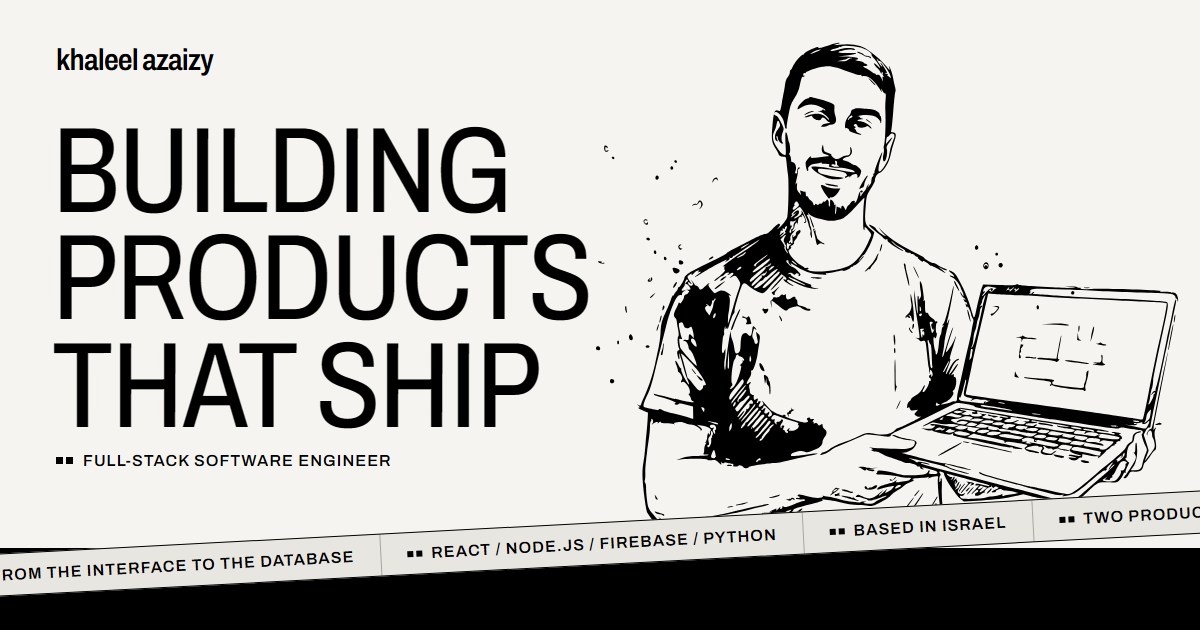 khaleel azaizy
BUILDING
PRODUCTS
THAT SHIP
FULL-STACK SOFTWARE ENGINEER
ROM THE INTERFACE TO THE DATABASE
REACT / NODE.JS / FIREBASE / PYTHON
BASED IN ISRAEL
TWO PRODUC